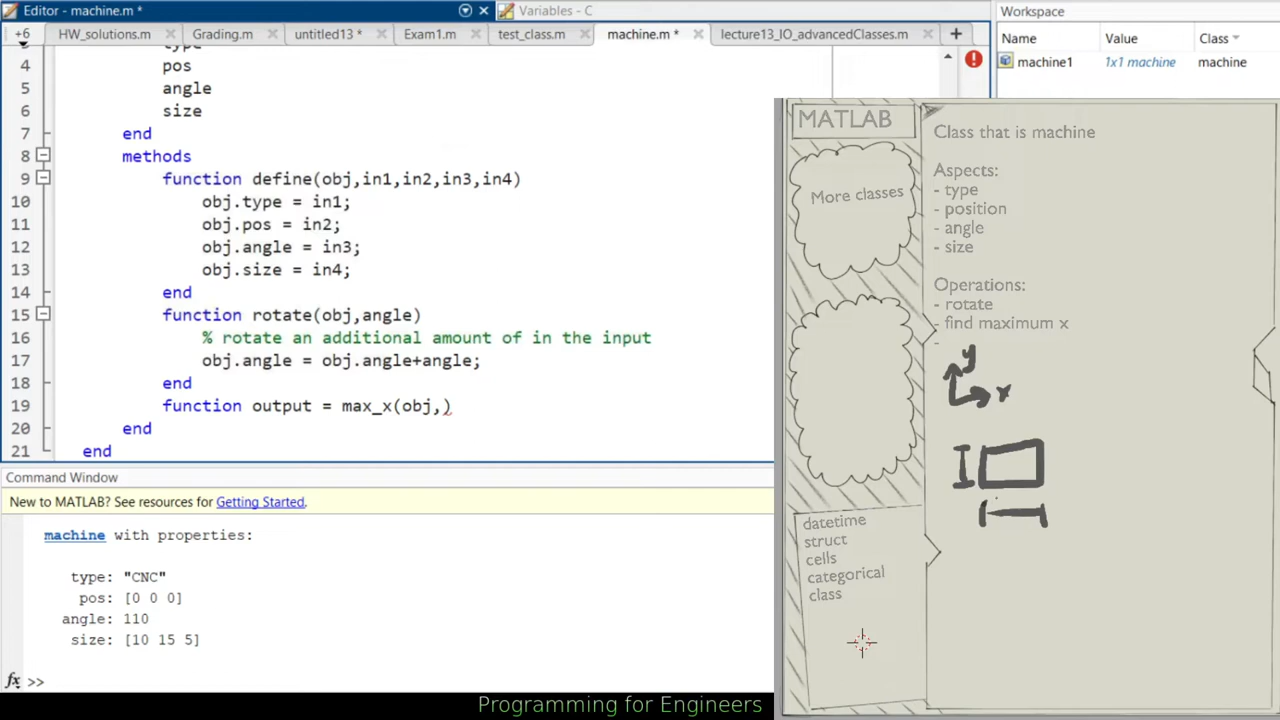 Editor - machine.m *
Variables - C
+6
HW_solutions.m
Grading.m
untitled13 *
Exam1.m
test_class.m
machine.m *
lecture13_IO_advancedClasses.m
type
4 pos
5 angle
6 size
7 end
8 methods
9 function define(obj,in1,in2,in3,in4)
10 obj.type = in1;
11 obj.pos = in2;
12 obj.angle = in3;
13 obj.size = in4;
14 end
15 function rotate(obj,angle)
16 % rotate an additional amount of in the input
17 obj.angle = obj.angle+angle;
18 end
19 function output = max_x(obj,)
20 end
21 end
Command Window
New to MATLAB? See resources for Getting Started.
machine with properties:
type: "CNC"
pos: [0 0 0]
angle: 110
size: [10 15 5]
fx >>
Workspace
Name Value Class
machine1 1x1 machine machine
MATLAB
More classes
datetime
struct
cells
categorical
class
Class that is machine
Aspects:
- type
- position
- angle
- size
Operations:
- rotate
- find maximum x
-
y
x
Programming for Engineers